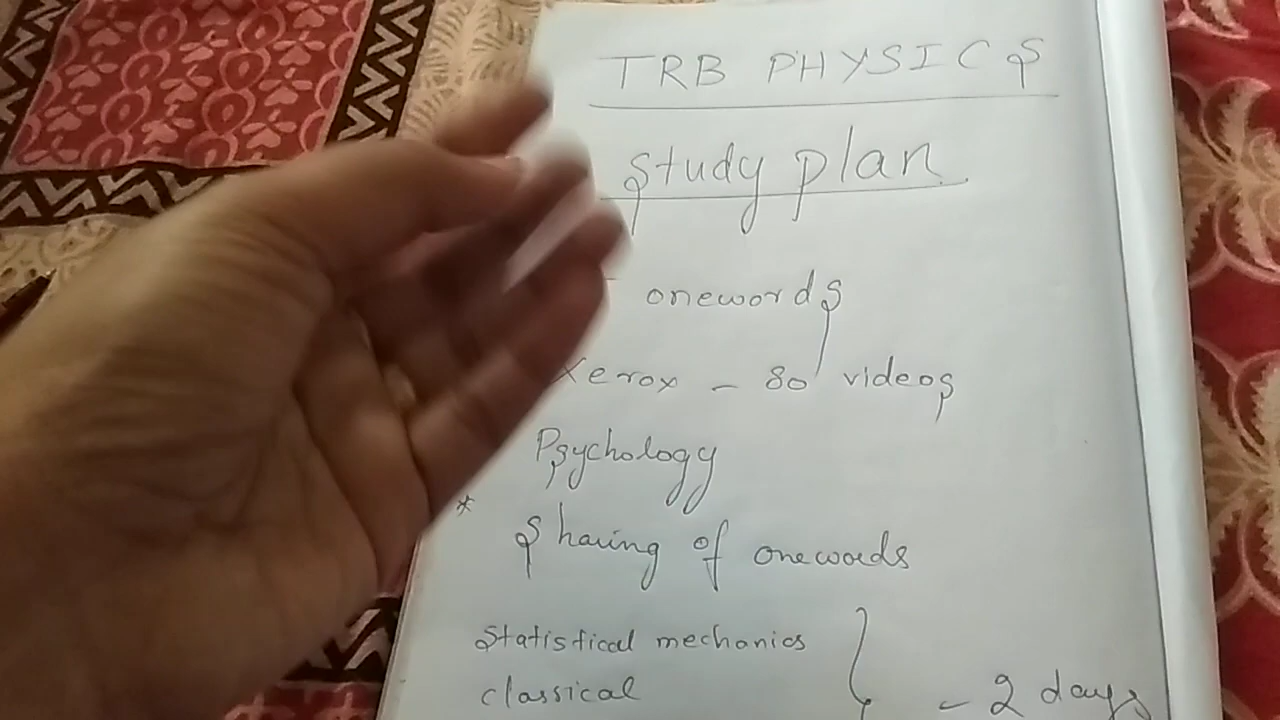 TRB PHYSICS
study plan
onewords
Xerox - 80 videos
Psychology
* sharing of onewords
Statistical mechanics
classical } - 2 days